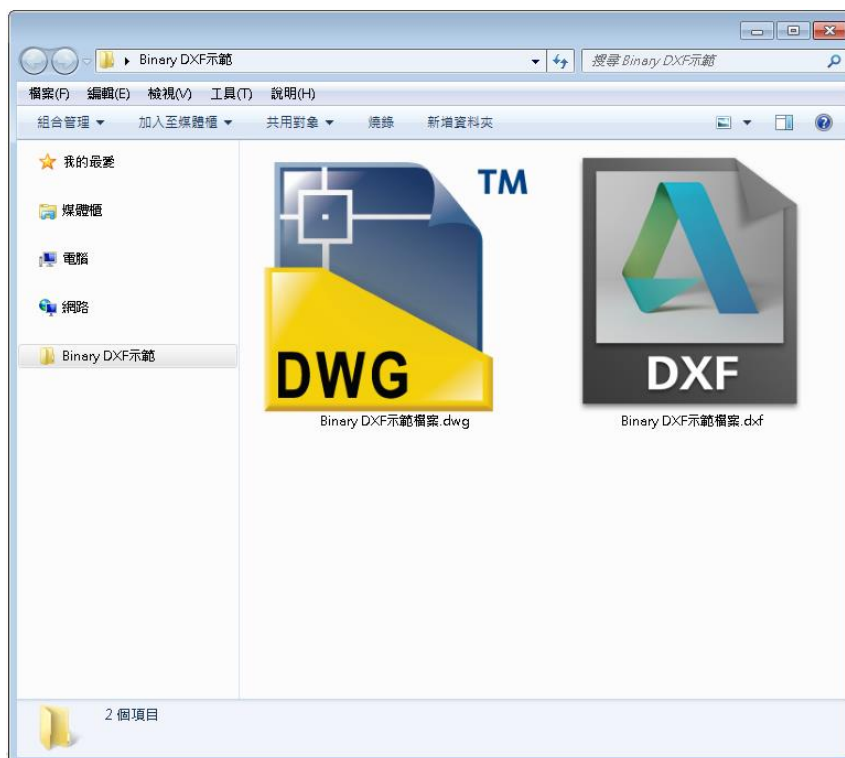 Binary DXF示範
搜尋 Binary DXF示範
檔案(F) 編輯(E) 檢視(V) 工具(T) 說明(H)
組合管理 加入至媒體櫃 共用對象 燒錄 新增資料夾
我的最愛
媒體櫃
電腦
網路
Binary DXF示範
TM
DWG
DXF
Binary DXF示範檔案.dwg
Binary DXF示範檔案.dxf
2 個項目